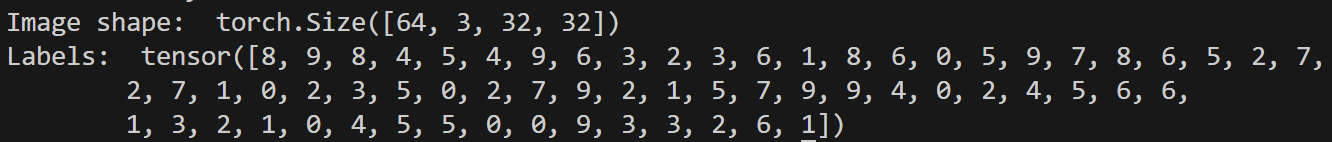 Image shape:  torch.Size([64, 3, 32, 32])
Labels:  tensor([8, 9, 8, 4, 5, 4, 9, 6, 3, 2, 3, 6, 1, 8, 6, 0, 5, 9, 7, 8, 6, 5, 2, 7,
        2, 7, 1, 0, 2, 3, 5, 0, 2, 7, 9, 2, 1, 5, 7, 9, 9, 4, 0, 2, 4, 5, 6, 6,
        1, 3, 2, 1, 0, 4, 5, 5, 0, 0, 9, 3, 3, 2, 6, 1])